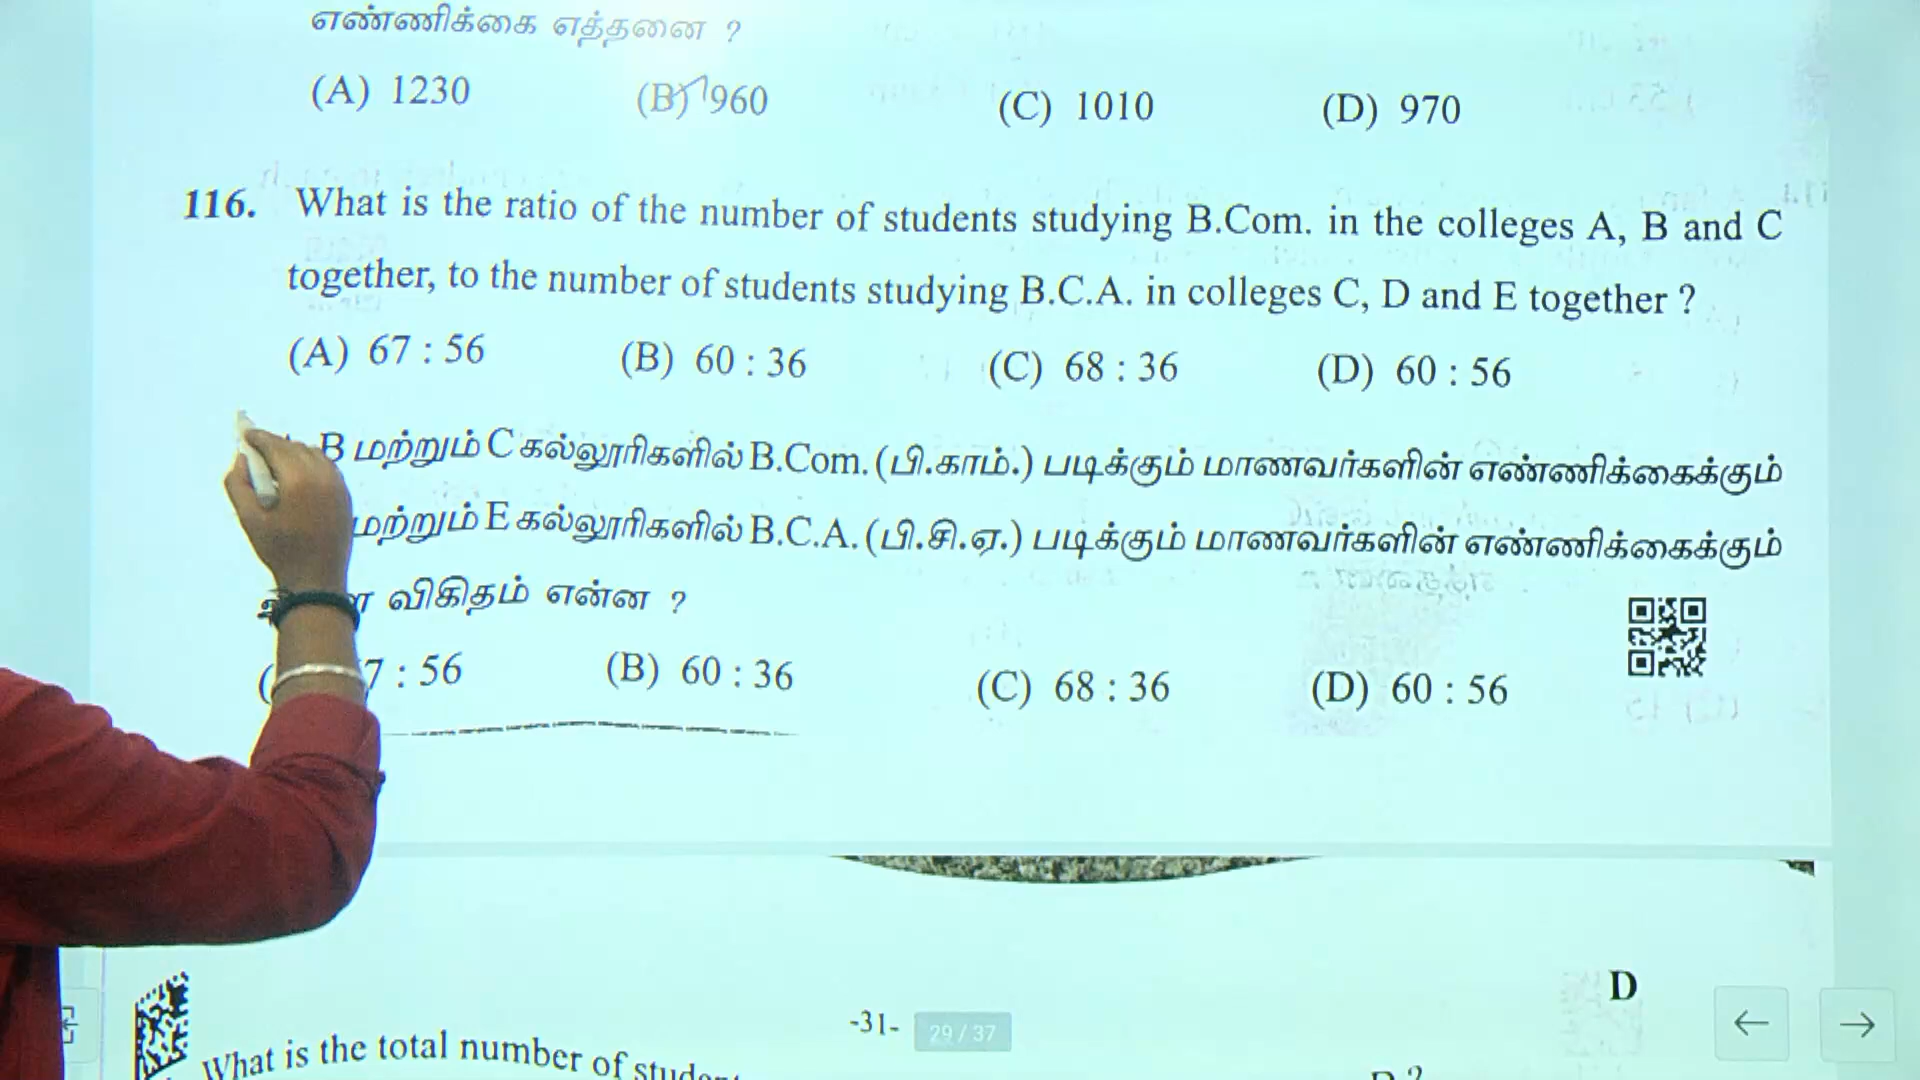 எண்ணிக்கை எத்தனை ?
(A) 1230 (B) 960 (C) 1010 (D) 970
116. What is the ratio of the number of students studying B.Com. in the colleges A, B and C
together, to the number of students studying B.C.A. in colleges C, D and E together ?
(A) 67 : 56 (B) 60 : 36 (C) 68 : 36 (D) 60 : 56
B மற்றும் C கல்லூரிகளில் B.Com. (பி.காம்.) படிக்கும் மாணவர்களின் எண்ணிக்கைக்கும்
மற்றும் E கல்லூரிகளில் B.C.A. (பி.சி.ஏ.) படிக்கும் மாணவர்களின் எண்ணிக்கைக்கும்
விகிதம் என்ன ?
7 : 56 (B) 60 : 36 (C) 68 : 36 (D) 60 : 56
D
-31- 29 / 37
What is the total number of